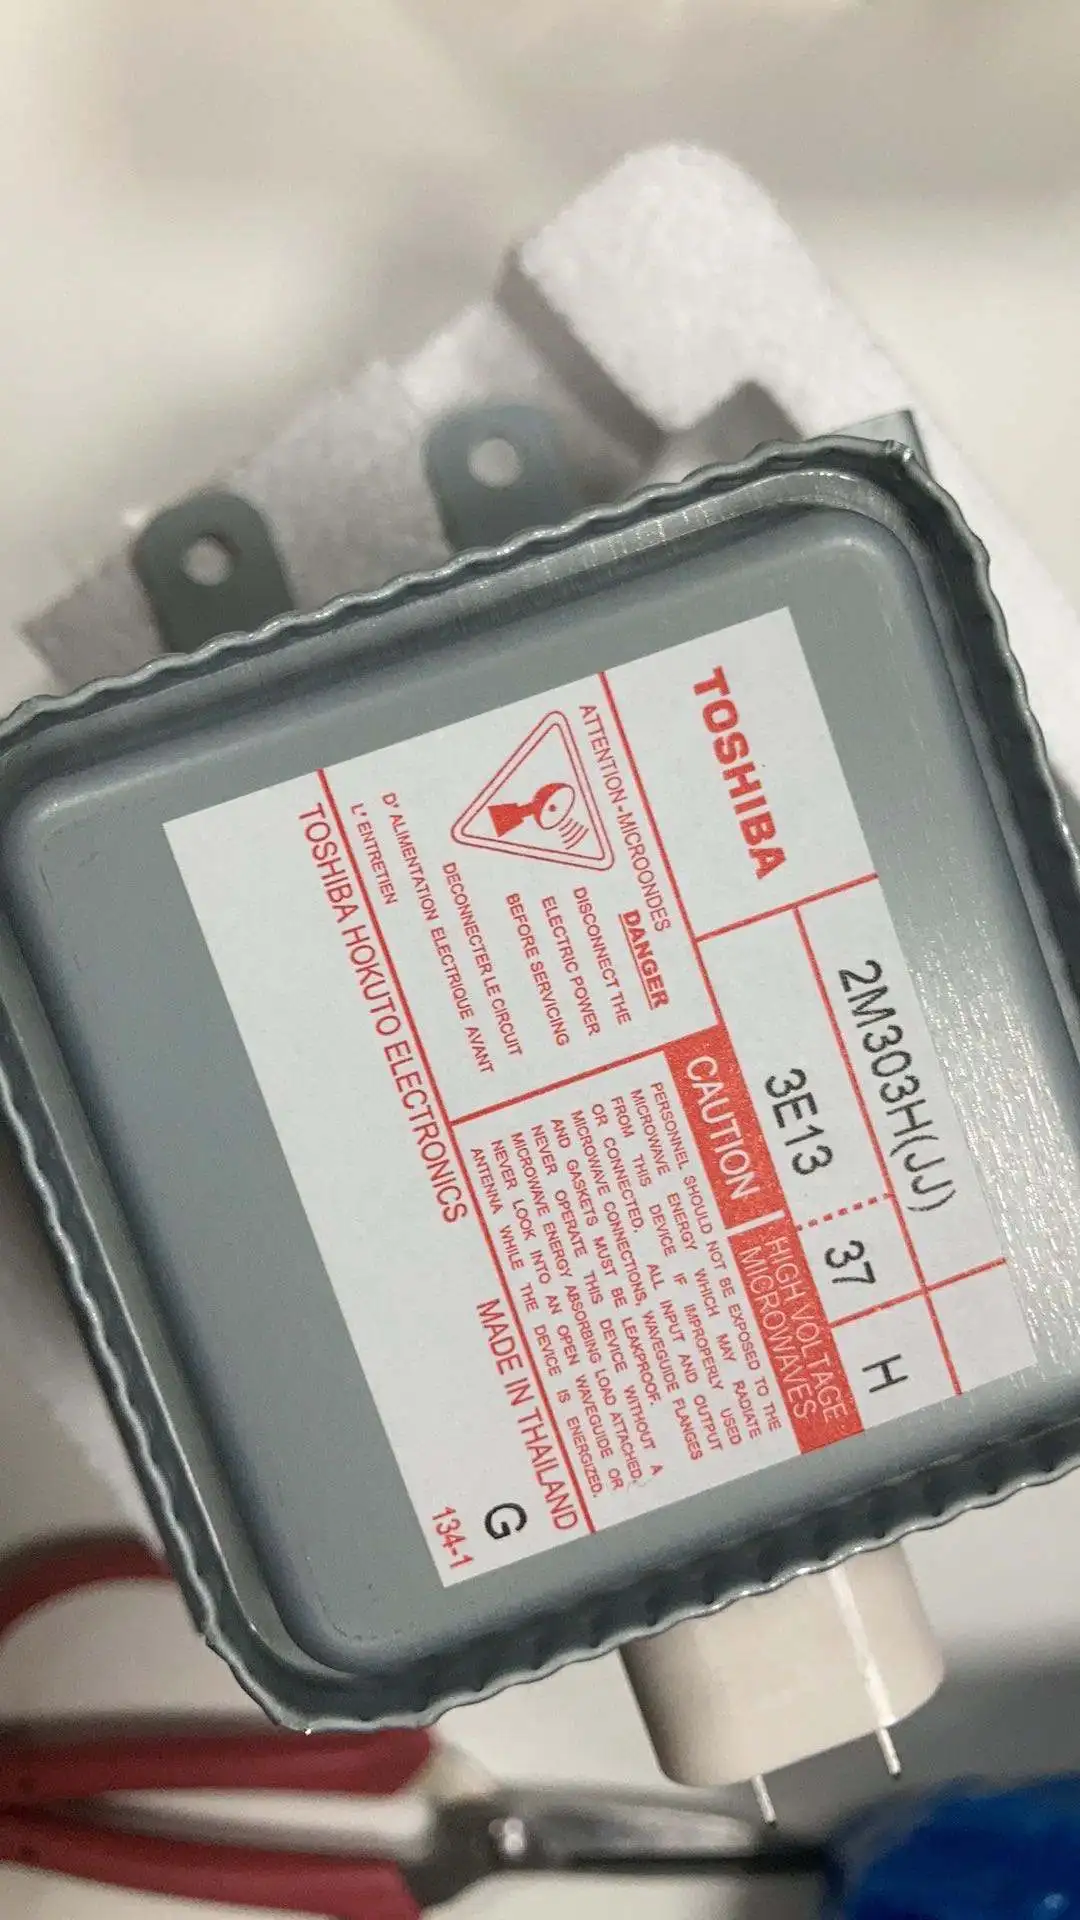 TOSHIBA
2M303H(JJ)
3E13
37
H
ATTENTION-MICROONDES
DANGER
DISCONNECT THE
ELECTRIC POWER
BEFORE SERVICING
DECONNECTER LE CIRCUIT
D' ALIMENTATION ELECTRIQUE AVANT
L' ENTRETIEN
CAUTION
HIGH VOLTAGE,
MICROWAVES
PERSONNEL SHOULD NOT BE EXPOSED TO THE
MICROWAVE ENERGY WHICH MAY RADIATE
FROM THIS DEVICE IF IMPROPERLY USED
OR CONNECTED. ALL INPUT AND OUTPUT
MICROWAVE CONNECTIONS, WAVEGUIDE FLANGES
AND GASKETS MUST BE LEAKPROOF.
NEVER OPERATE THIS DEVICE WITHOUT A
MICROWAVE ENERGY ABSORBING LOAD ATTACHED.
NEVER LOOK INTO AN OPEN WAVEGUIDE OR
ANTENNA WHILE THE DEVICE IS ENERGIZED.
TOSHIBA HOKUTO ELECTRONICS
MADE IN THAILAND
G
134-1